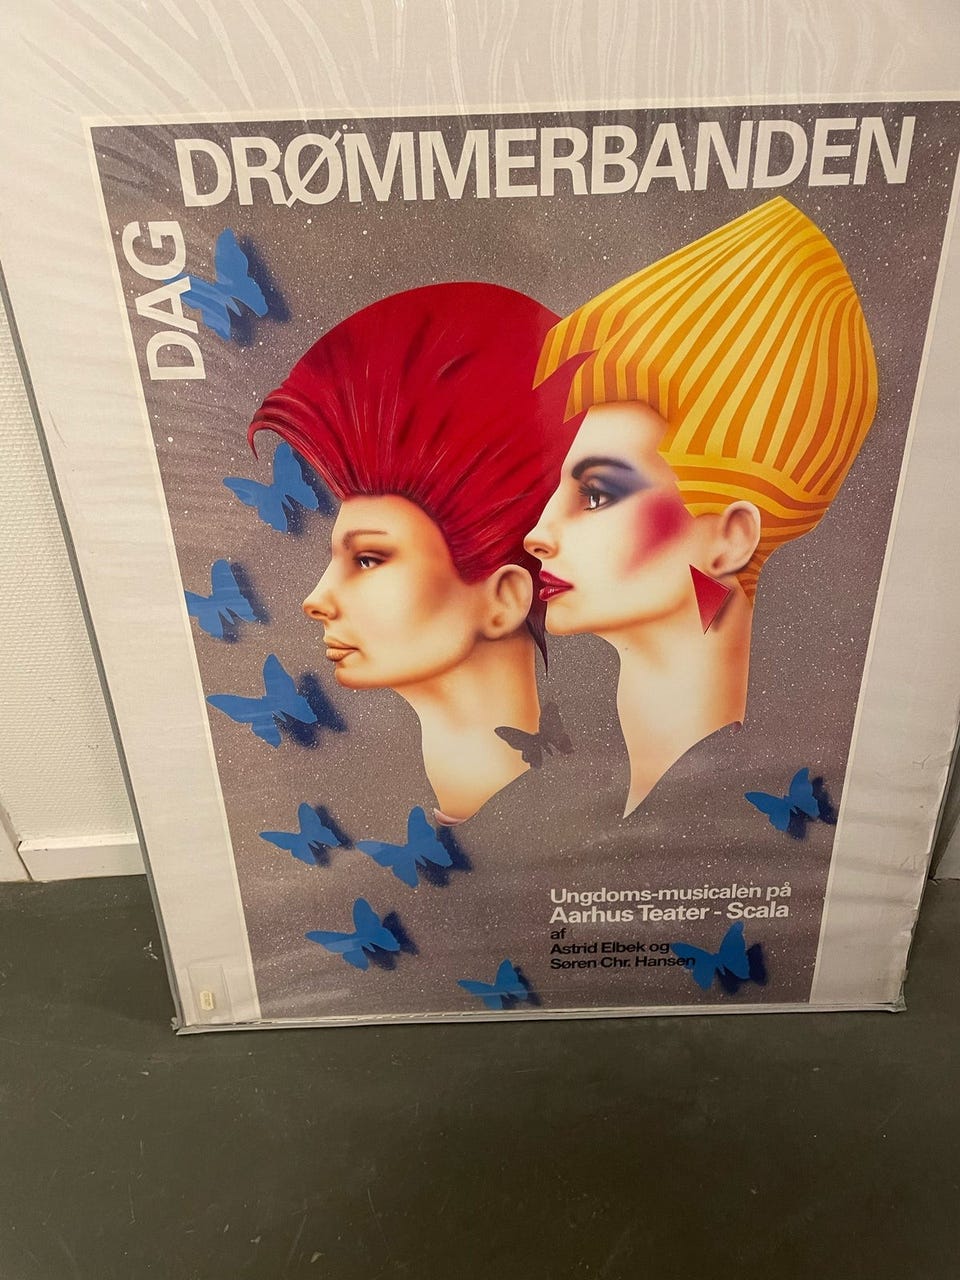 DAG
DRØMMERBANDEN
Ungdoms-musicalen på
Aarhus Teater - Scala
af
Astrid Elbek og
Søren Chr. Hansen